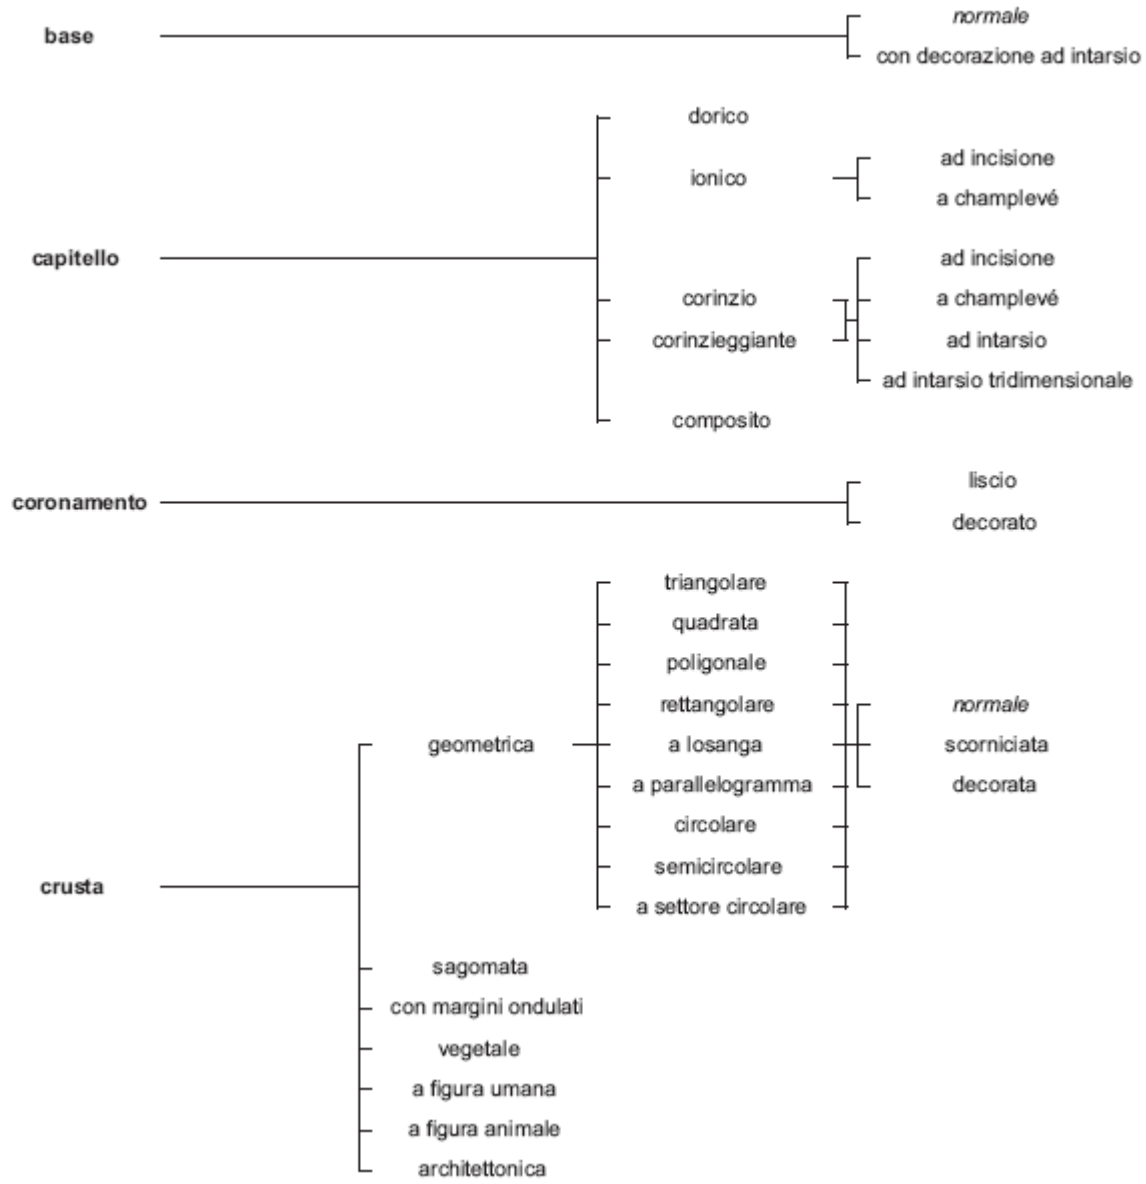 normale
base
con decorazione ad intarsio
dorico
ad incisione
ionico
a champlevé
capitello
ad incisione
corinzio
a champlevé
corinzieggiante
ad intarsio
ad intarsio tridimensionale
composito
liscio
coronamento
decorato
triangolare
quadrata
poligonale
rettangolare
normale
geometrica
a losanga
scorniciata
a parallelogramma
decorata
circolare
semicircolare
crusta
a settore circolare
sagomata
con margini ondulati
vegetale
a figura umana
a figura animale
architettonica